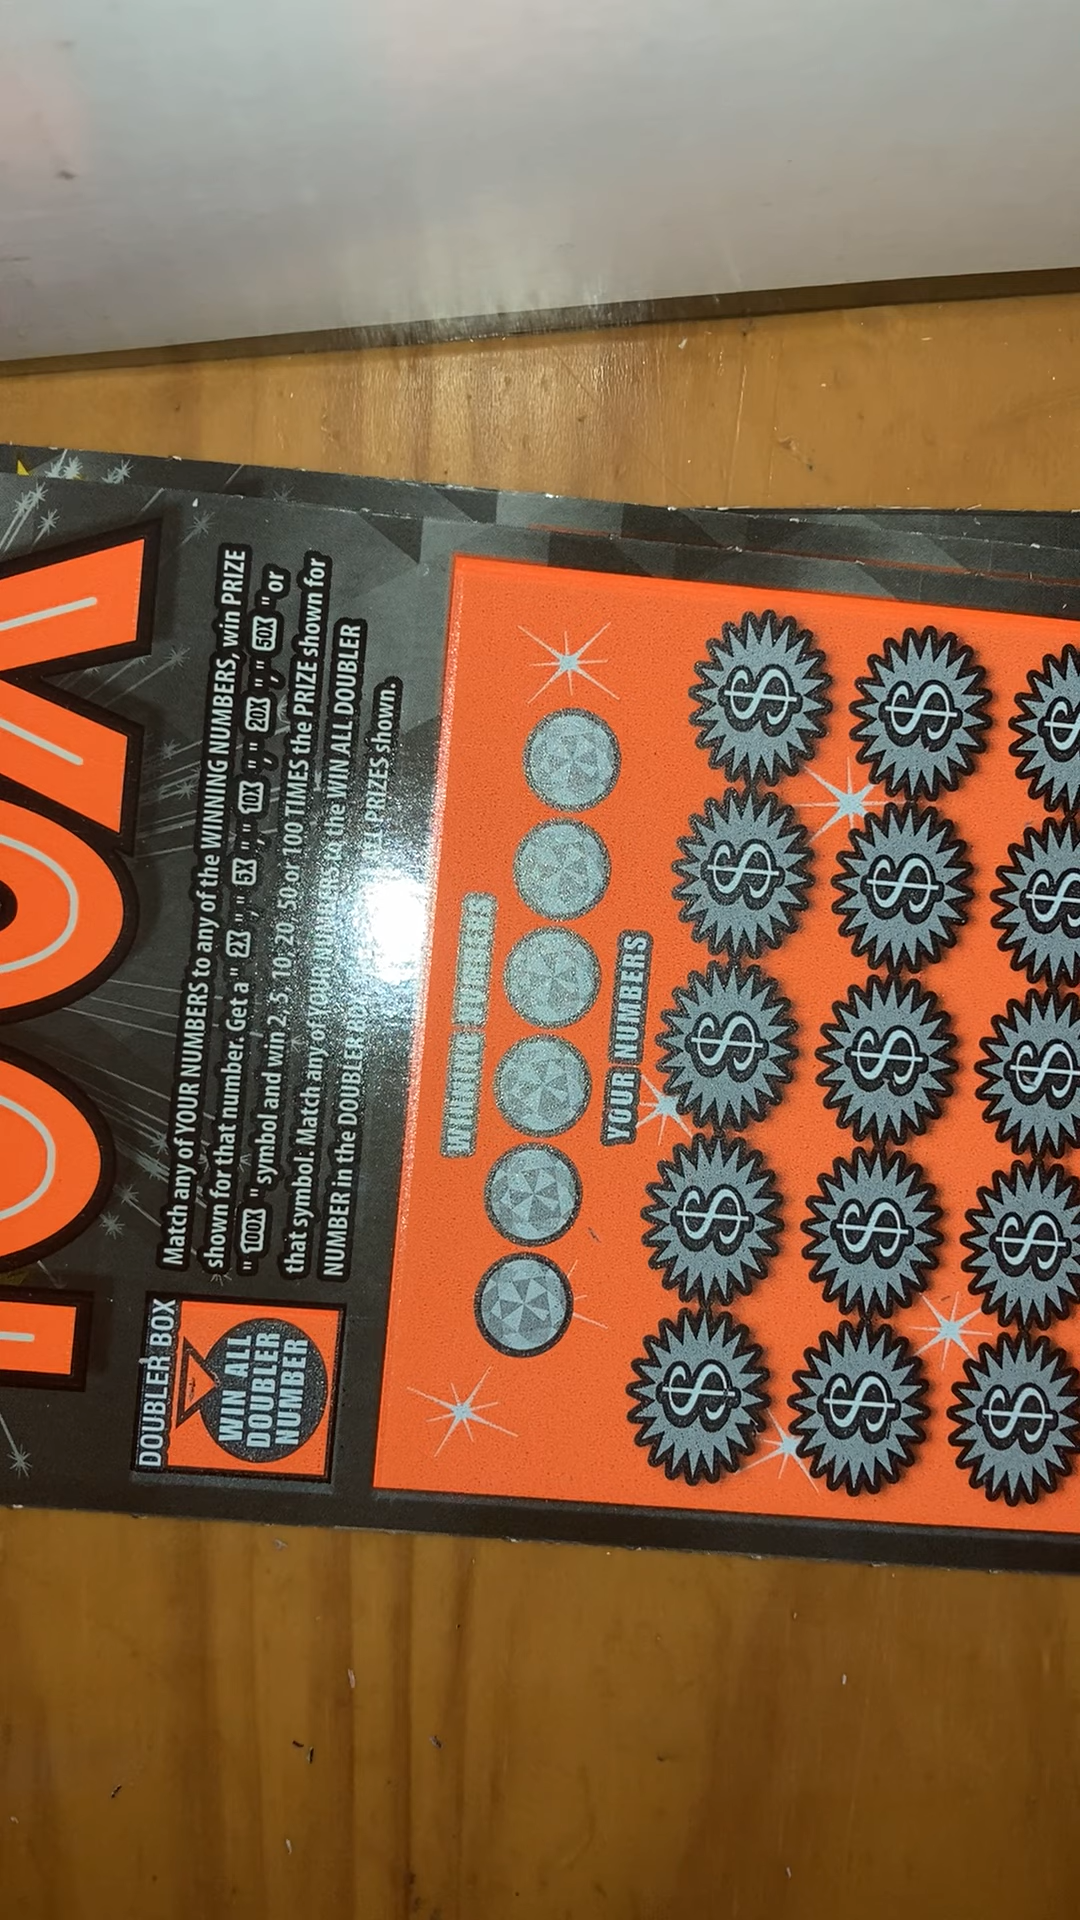 100X
Match any of YOUR NUMBERS to any of the WINNING NUMBERS, win PRIZE
shown for that number. Get a " 2X ", " 5X ", " 10X ", " 20X ", " 50X " or
" 100X " symbol and win 2, 5, 10, 20, 50 or 100 TIMES the PRIZE shown for
that symbol. Match any of YOUR NUMBERS to the WIN ALL DOUBLER
NUMBER in the DOUBLER BOX ALL PRIZES shown.
DOUBLER BOX
WIN ALL
DOUBLER
NUMBER
WINNING NUMBERS
YOUR NUMBERS
$ $ $ $ $
$ $ $ $ $
$ $ $ $ $